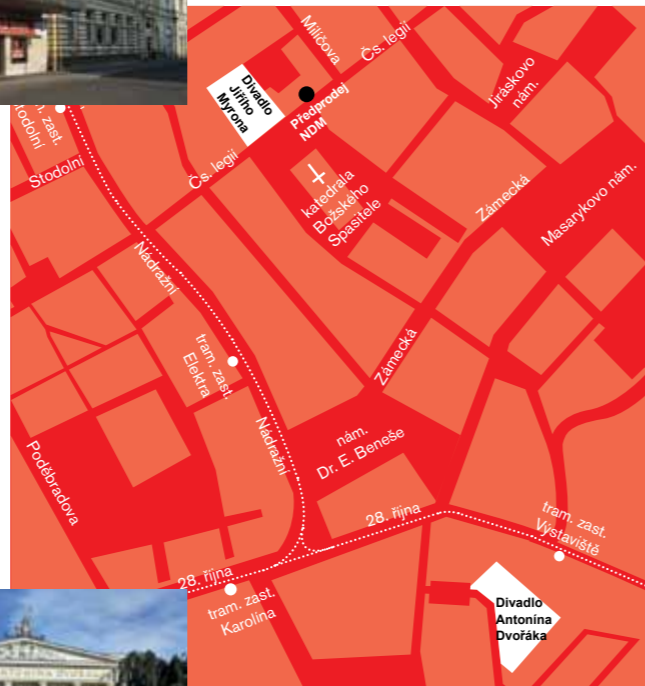 Milíčova
Čs. legií
Jiráskovo
nám.
Divadlo
Jiřího
Myrona
Předprodej
NDM
tram. zast.
Stodolní
Stodolní
Čs. legií
katedrála
Božského
Spasitele
Zámecká
Masarykovo nám.
Nádražní
tram. zast.
Elektra
Zámecká
Nádražní
nám.
Dr. E. Beneše
Poděbradova
28. října
tram. zast.
Výstaviště
28. října
tram. zast.
Karolina
Divadlo
Antonína
Dvořáka